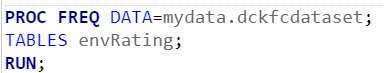 PROC FREQ DATA=mydata.dckfcdataset;
TABLES envRating;
RUN;